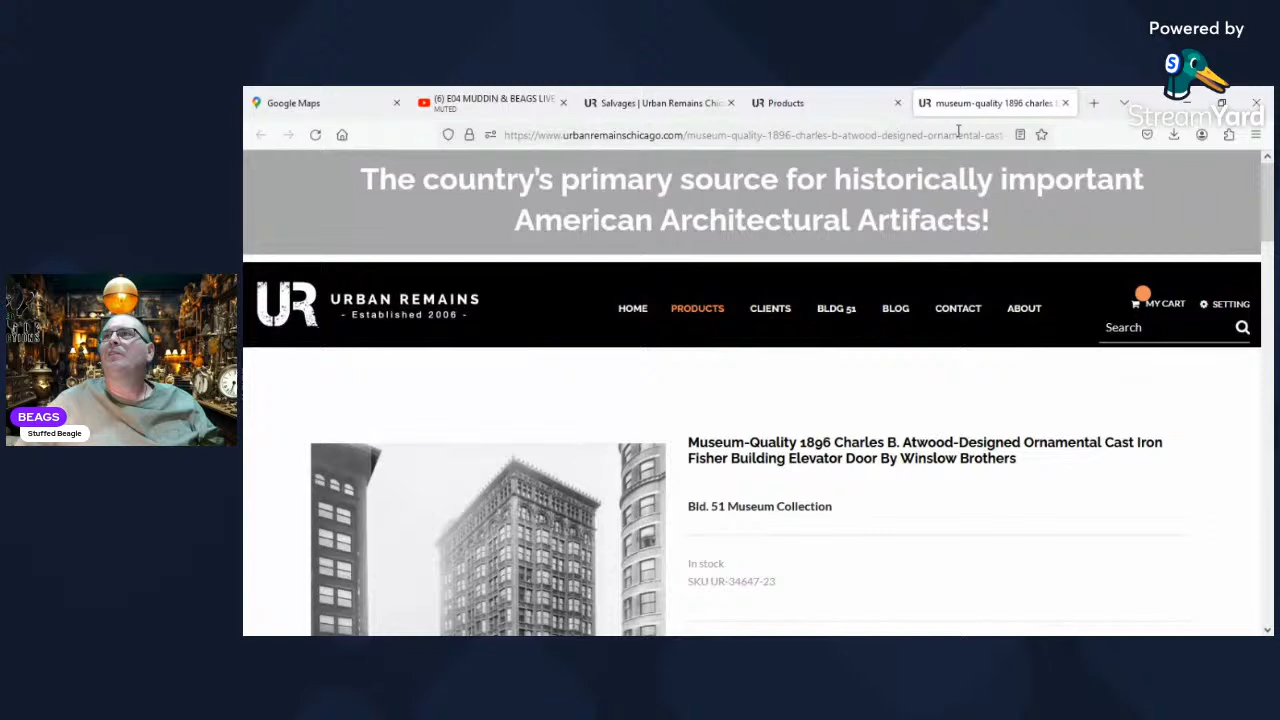 Powered by
S
StreamYard
Google Maps
(6) E04 MUDDIN & BEAGS LIVE
MUTED
UR Salvages | Urban Remains Chic
UR Products
UR museum-quality 1896 charles
https://www.urbanremainschicago.com/museum-quality-1896-charles-b-atwood-designed-ornamental-cast
The country's primary source for historically important
American Architectural Artifacts!
UR URBAN REMAINS
- Established 2006 -
HOME PRODUCTS CLIENTS BLDG 51 BLOG CONTACT ABOUT
MY CART SETTING
Search
Museum-Quality 1896 Charles B. Atwood-Designed Ornamental Cast Iron
Fisher Building Elevator Door By Winslow Brothers
Bld. 51 Museum Collection
In stock
SKU UR-34647-23
BEAGS
Stuffed Beagle